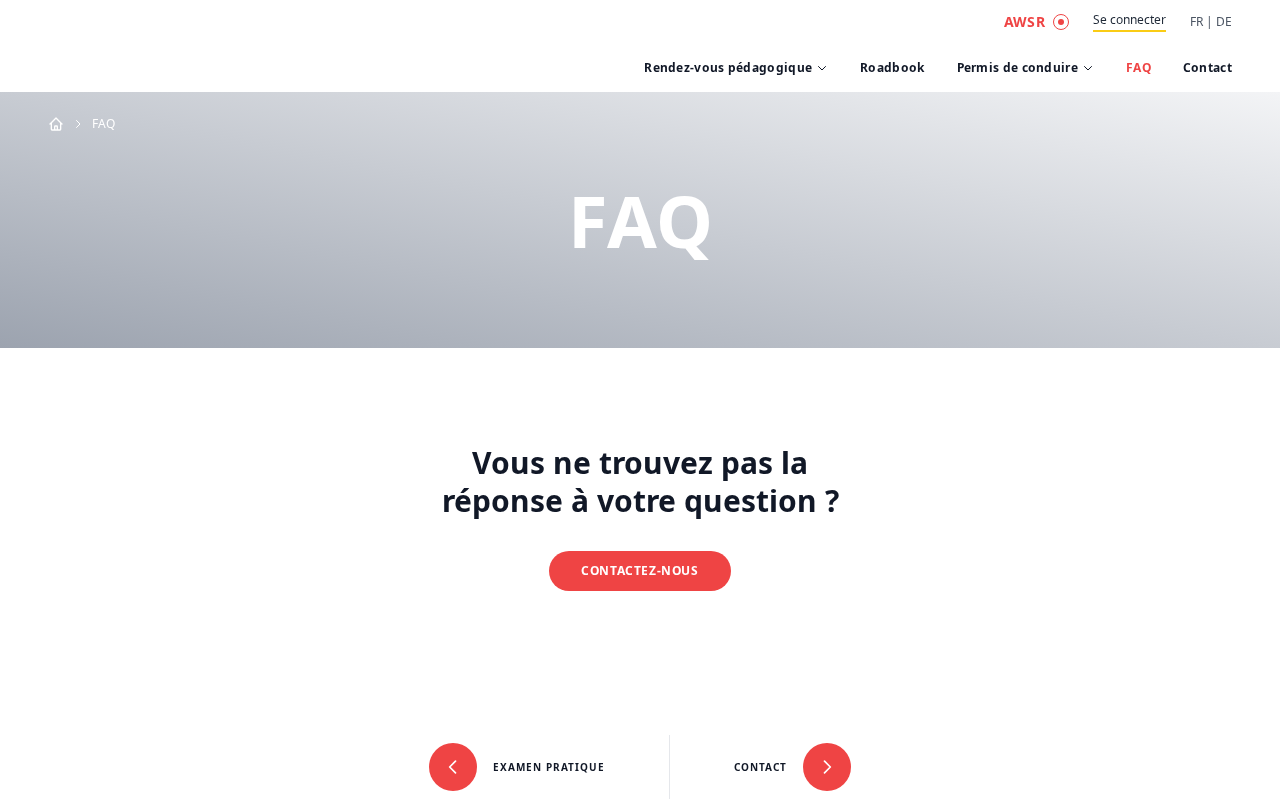 AWSR
Se connecter
FR | DE
Rendez-vous pédagogique
Roadbook
Permis de conduire
FAQ
Contact
FAQ
FAQ
Vous ne trouvez pas la
réponse à votre question ?
CONTACTEZ-NOUS
EXAMEN PRATIQUE
CONTACT